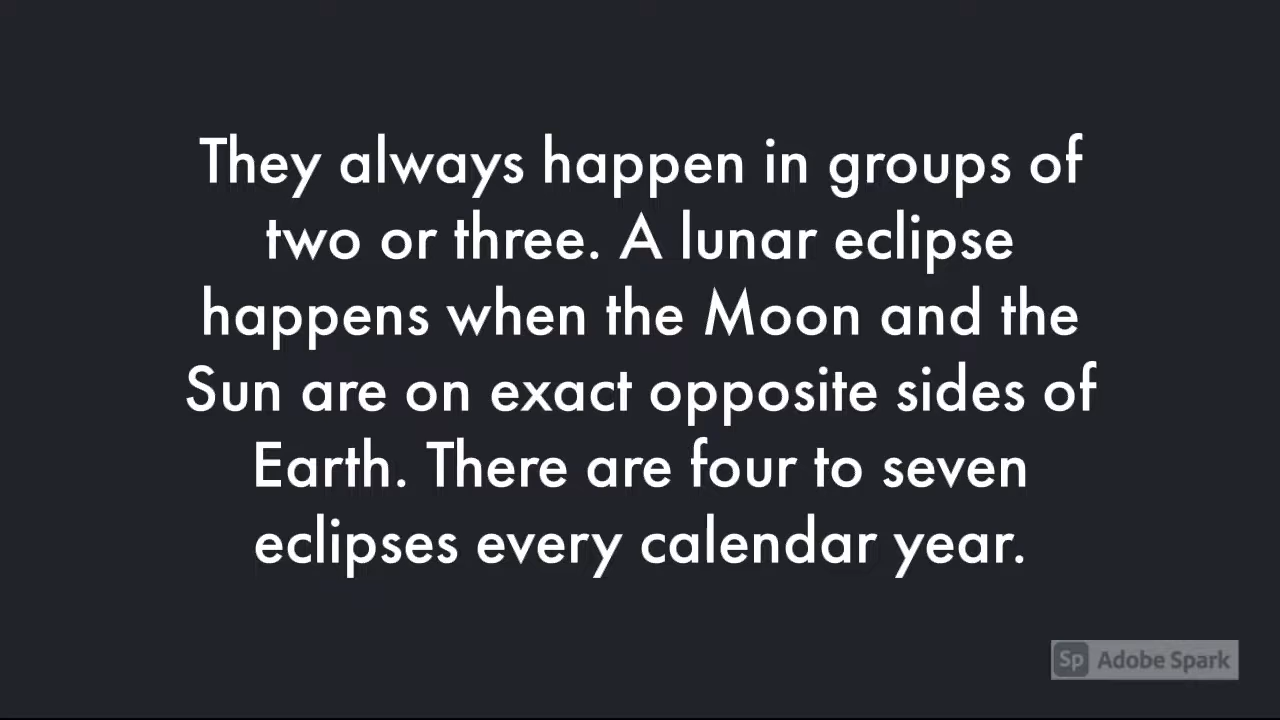 They always happen in groups of
two or three. A lunar eclipse
happens when the Moon and the
Sun are on exact opposite sides of
Earth. There are four to seven
eclipses every calendar year.
Sp Adobe Spark